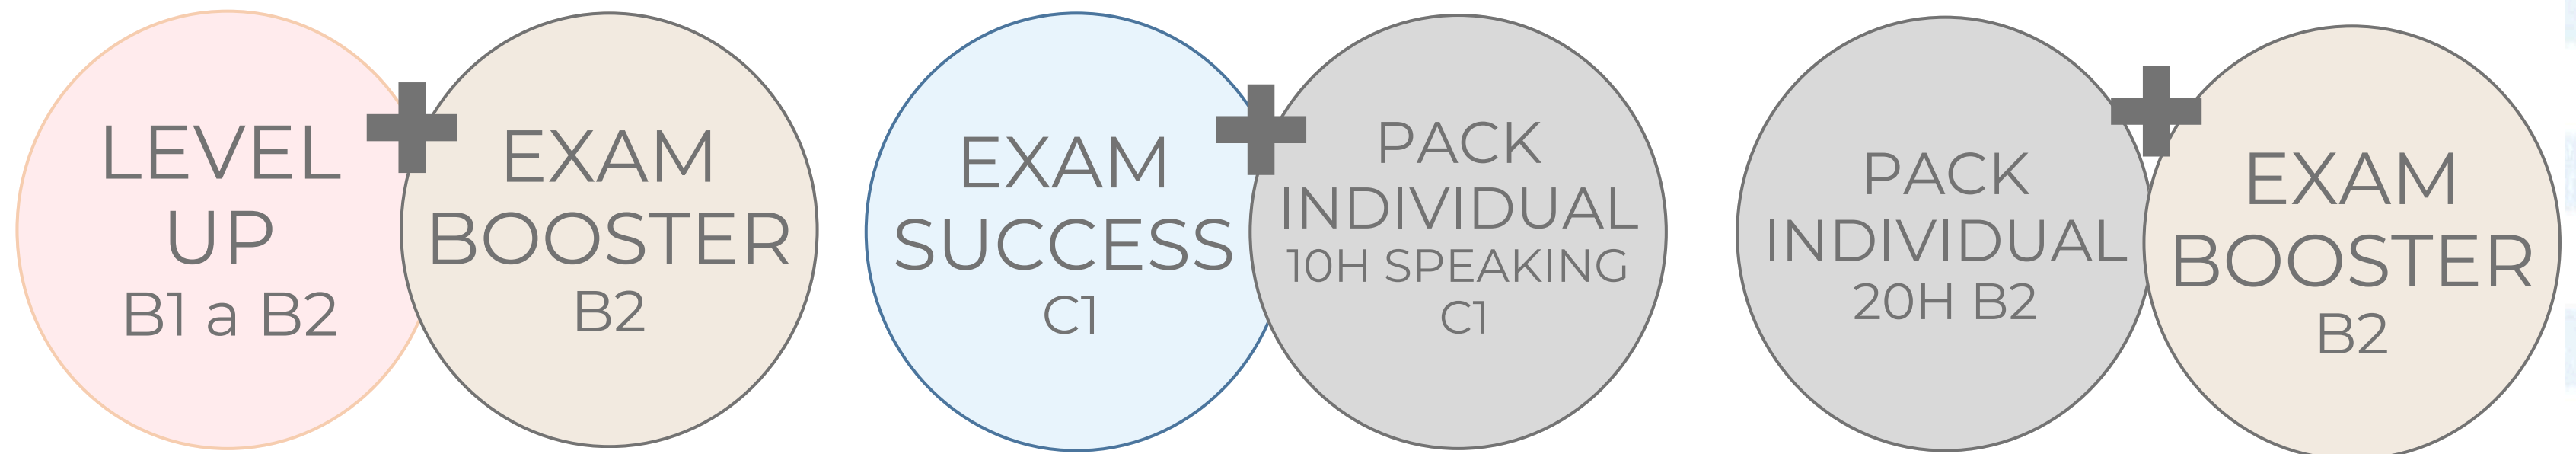 LEVEL
UP
B1 a B2
EXAM
BOOSTER
B2
EXAM
SUCCESS
C1
PACK
INDIVIDUAL
10H SPEAKING
C1
PACK
INDIVIDUAL
20H B2
EXAM
BOOSTER
B2